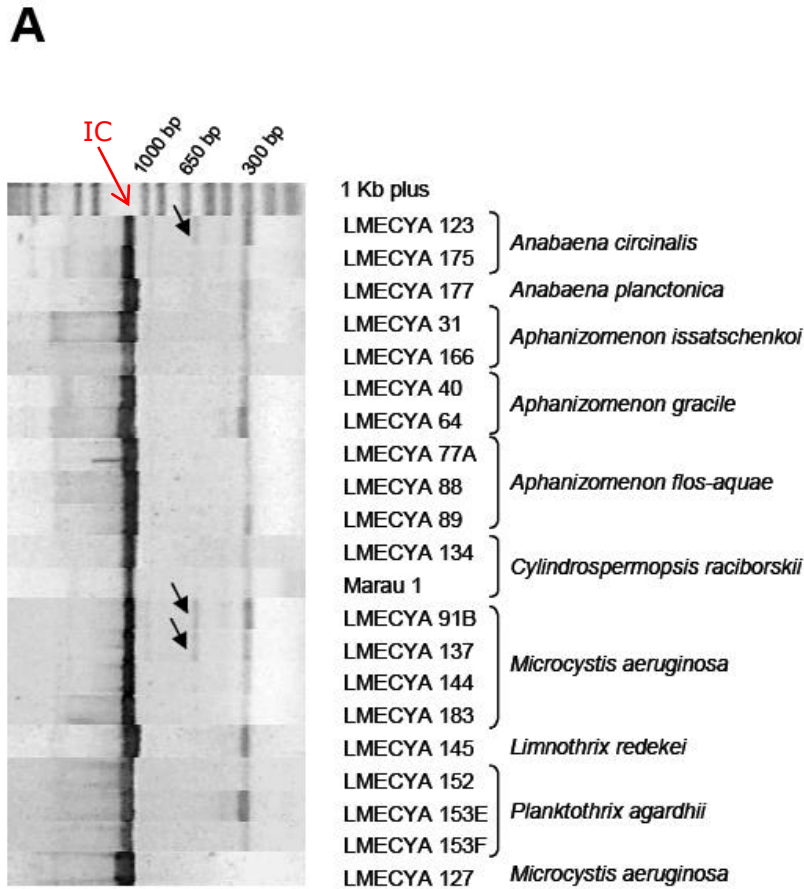 A
IC
1000 bp
650 bp
300 bp
1 Kb plus
LMECYA 123
LMECYA 175
Anabaena circinalis
LMECYA 177
Anabaena planctonica
LMECYA 31
LMECYA 166
Aphanizomenon issatschenkoi
LMECYA 40
LMECYA 64
Aphanizomenon gracile
LMECYA 77A
LMECYA 88
LMECYA 89
Aphanizomenon flos-aquae
LMECYA 134
Marau 1
Cylindrospermopsis raciborskii
LMECYA 91B
LMECYA 137
LMECYA 144
LMECYA 183
Microcystis aeruginosa
LMECYA 145
Limnothrix redekei
LMECYA 152
LMECYA 153E
LMECYA 153F
Planktothrix agardhii
LMECYA 127
Microcystis aeruginosa